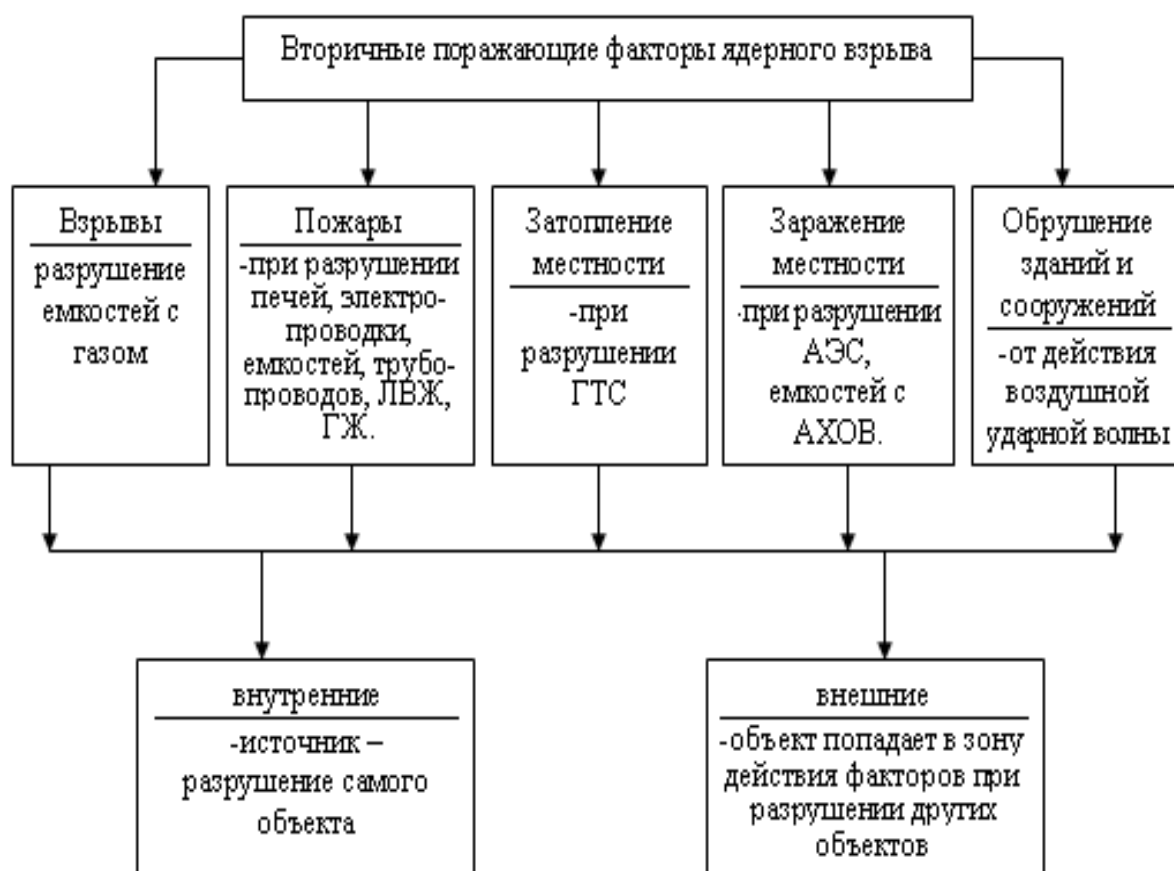 Вторичные поражающие факторы ядерного взрыва
Взрывы
разрушение
емкостей с
газом
Пожары
-при разрушении
печей, электро-
проводки,
емкостей, трубо-
проводов, ЛВЖ,
ГЖ.
Затопление
местности
-при
разрушении
ГТС
Заражение
местности
-при разрушении
АЭС,
емкостей с
АХОВ.
Обрушение
зданий и
сооружений
-от действия
воздушной
ударной волны
внутренние
-источник –
разрушение самого
объекта
внешние
-объект попадает в зону
действия факторов при
разрушении других
объектов